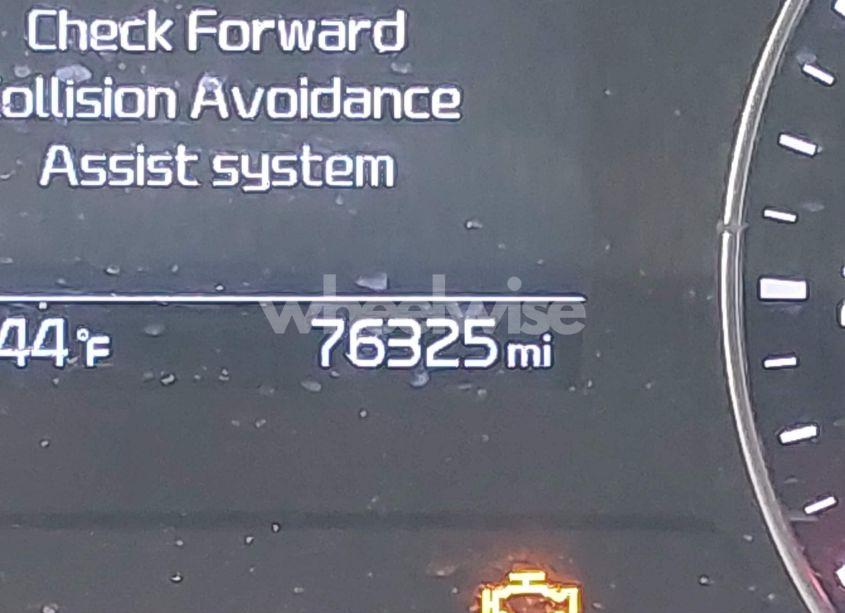 Check Forward
ollision Avoidance
Assist system
wheelwise
44°F 76325 mi